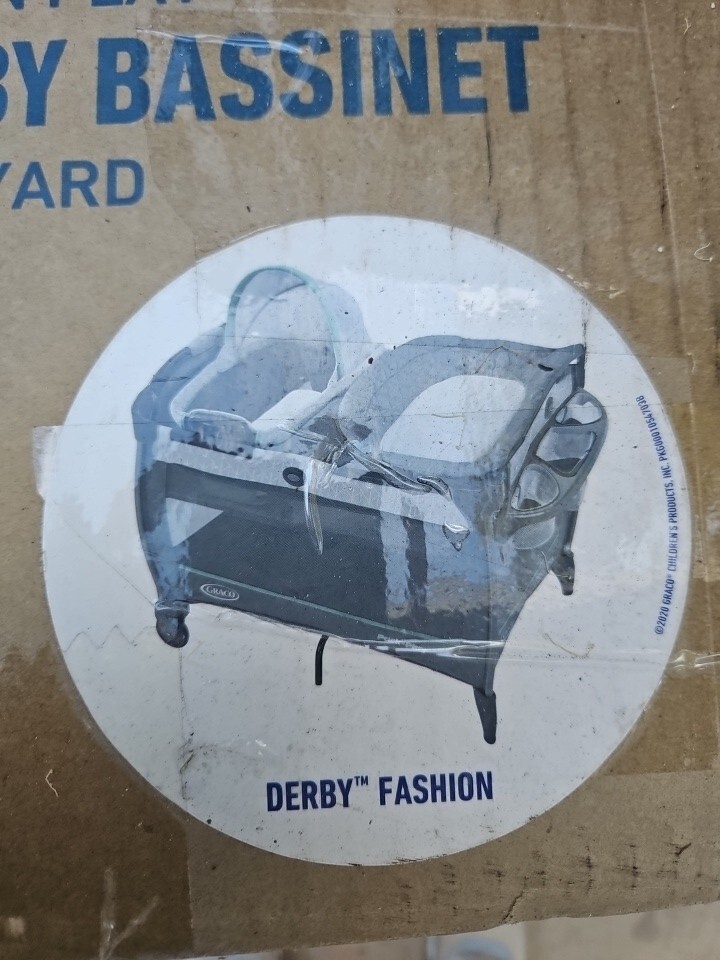 BY BASSINET
YARD
GRACO
©2020 GRACO® CHILDREN'S PRODUCTS, INC.
DERBY™ FASHION